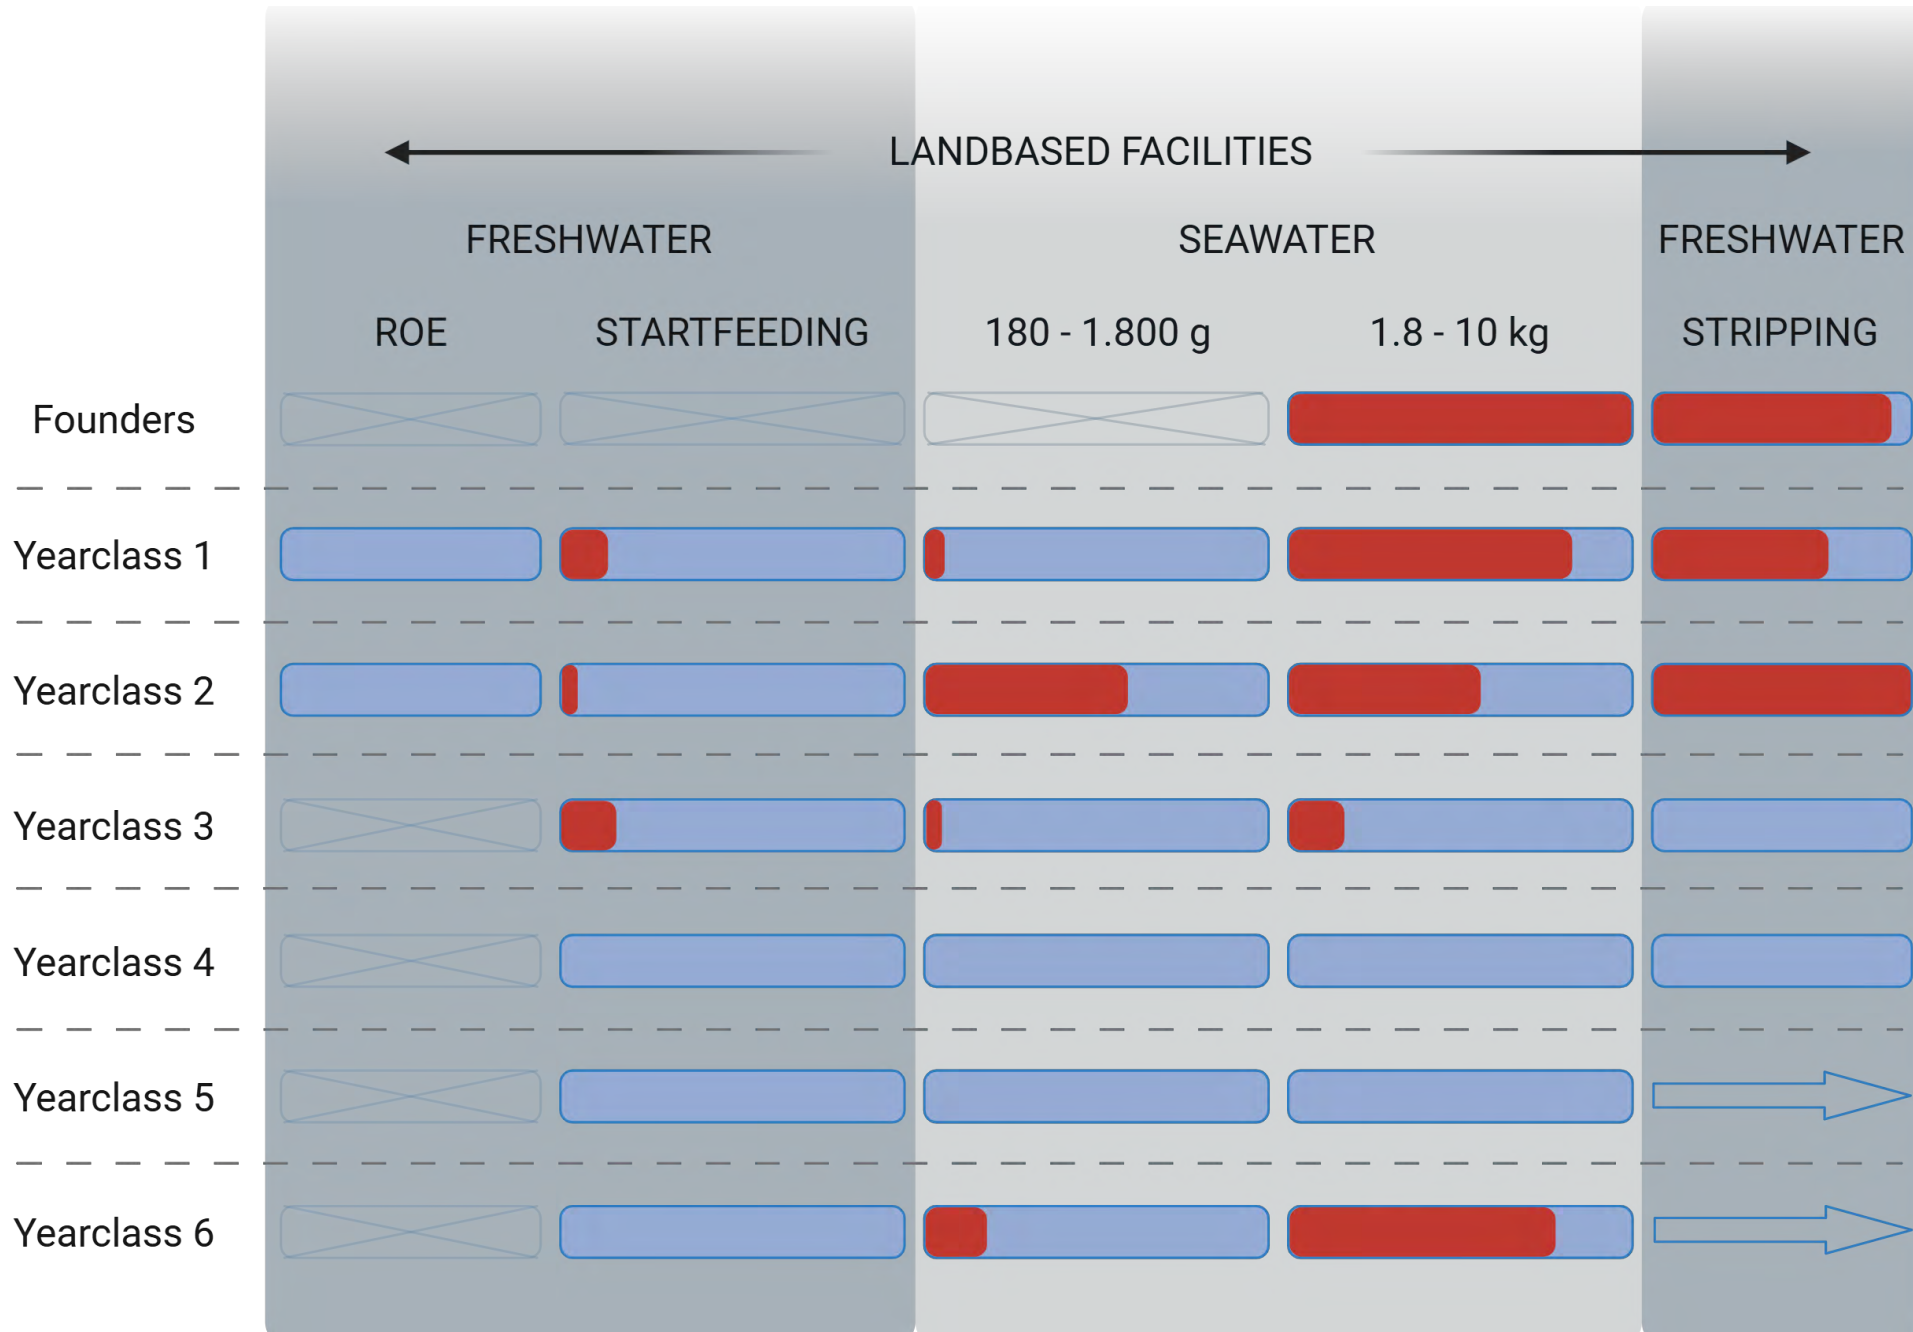 LANDBASED FACILITIES
FRESHWATER SEAWATER FRESHWATER
ROE STARTFEEDING 180 - 1.800 g 1.8 - 10 kg STRIPPING
Founders
Yearclass 1
Yearclass 2
Yearclass 3
Yearclass 4
Yearclass 5
Yearclass 6